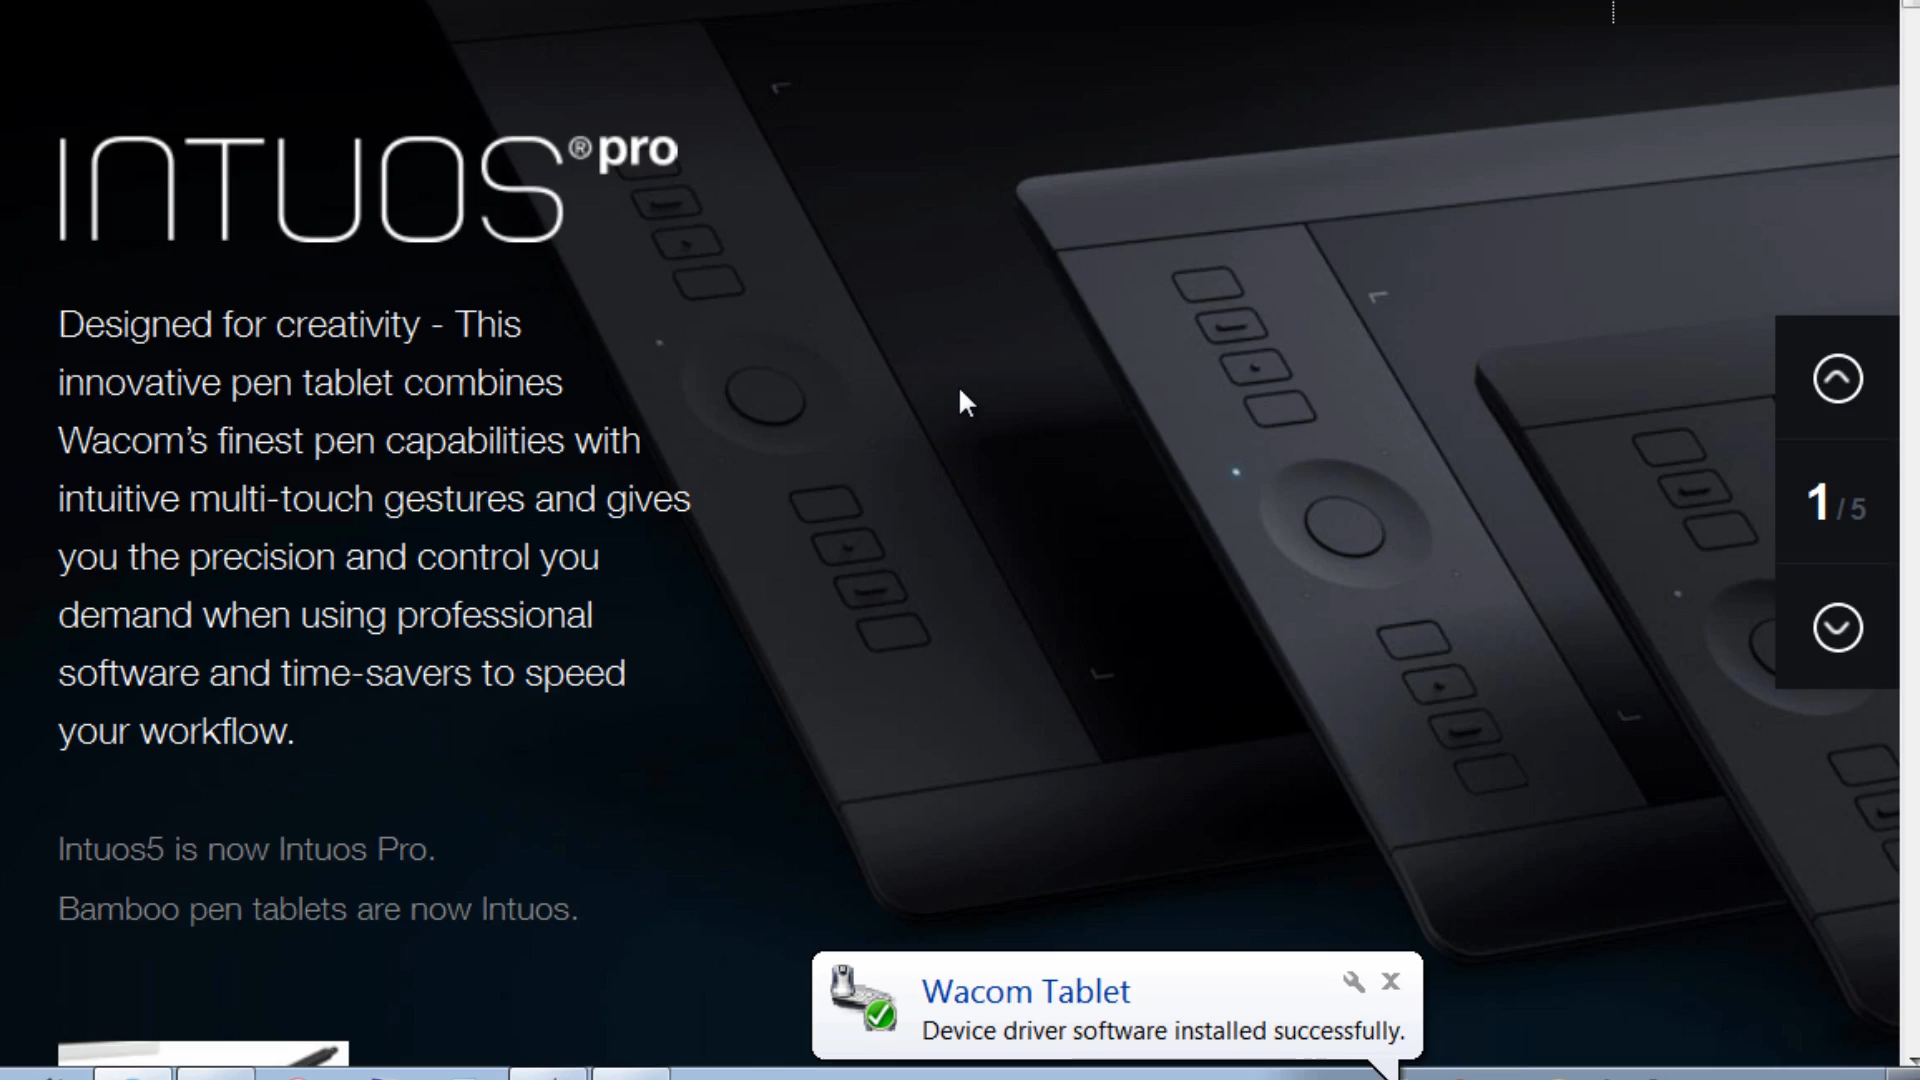 INTUOS®pro
Designed for creativity - This
innovative pen tablet combines
Wacom’s finest pen capabilities with
intuitive multi-touch gestures and gives
you the precision and control you
demand when using professional
software and time-savers to speed
your workflow.
1 / 5
Intuos5 is now Intuos Pro.
Bamboo pen tablets are now Intuos.
Wacom Tablet
Device driver software installed successfully.